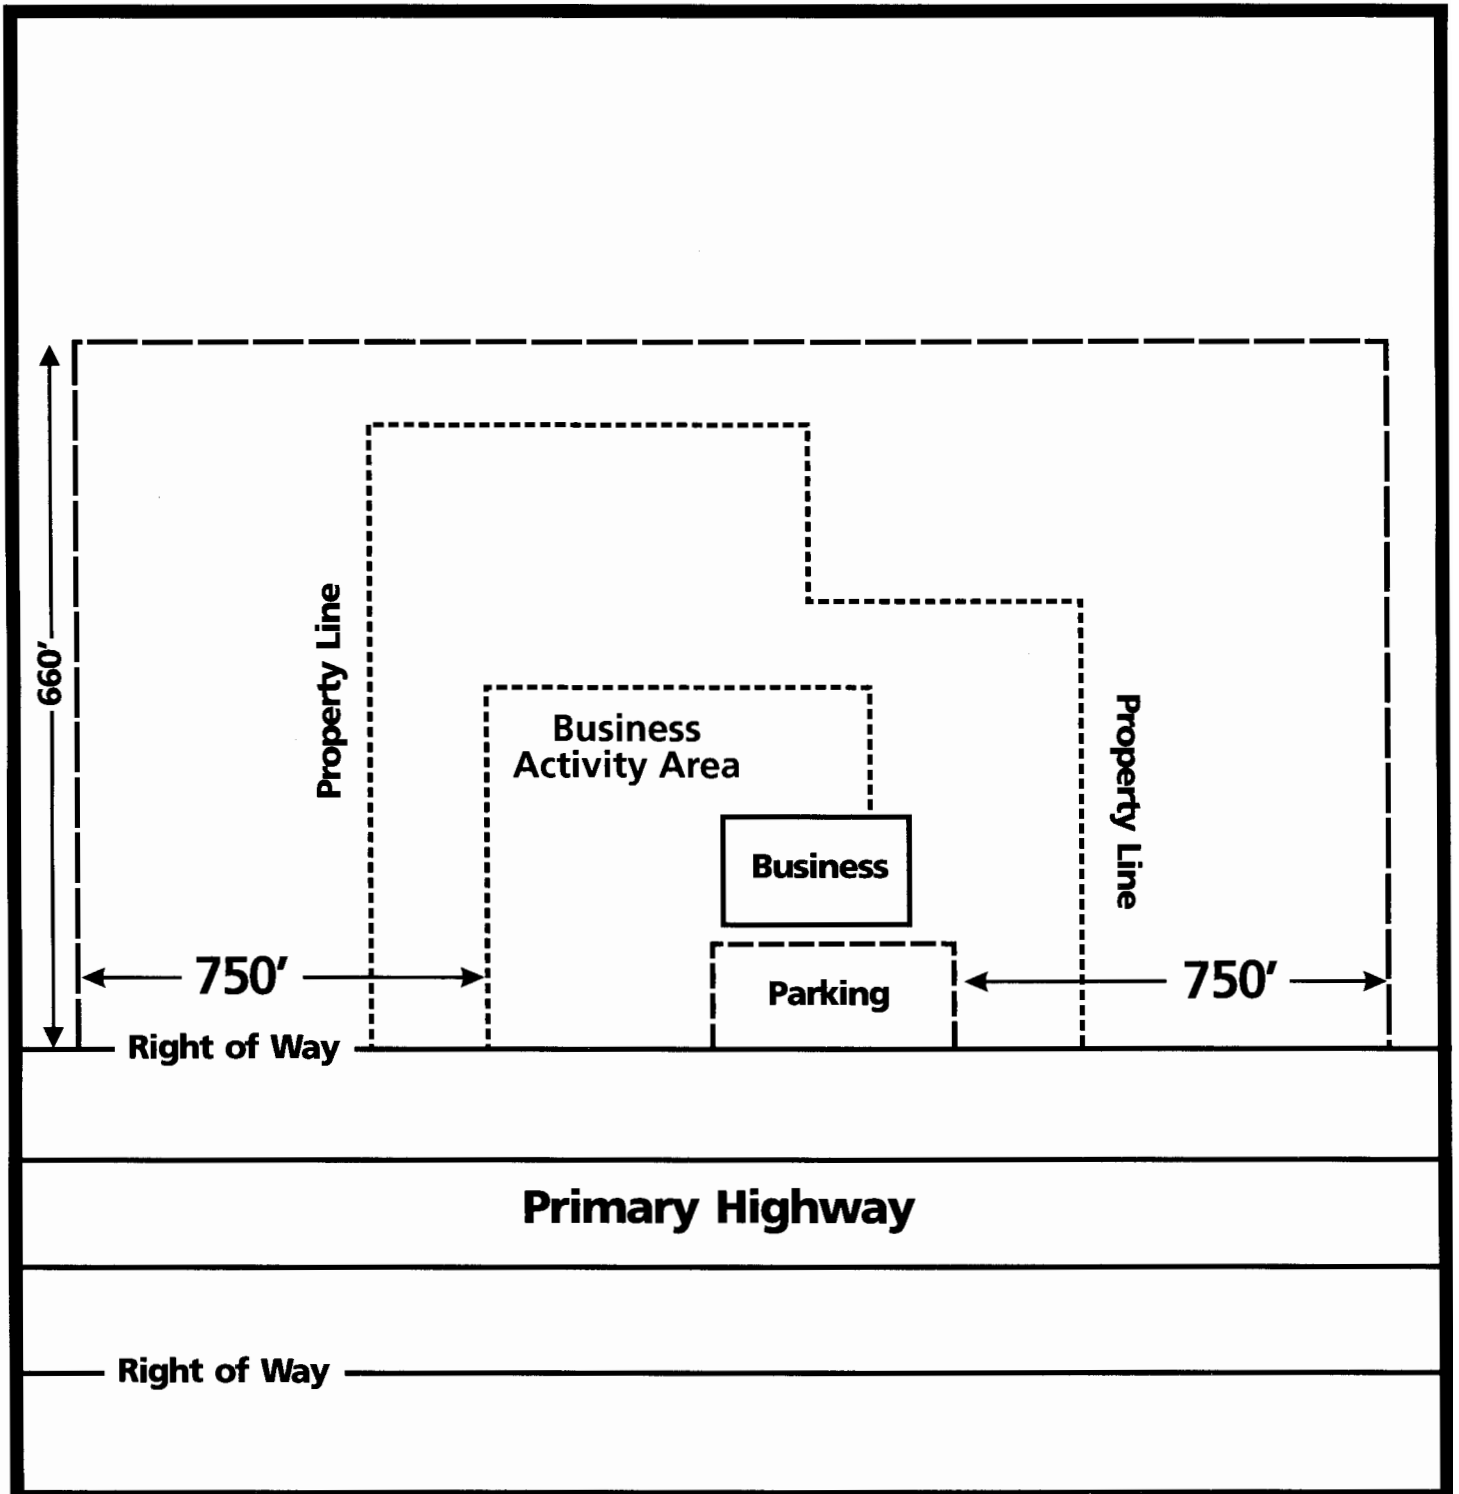 660′
Property Line
Business
Activity Area
Property Line
Business
750′
Parking
750′
Right of Way
Primary Highway
Right of Way